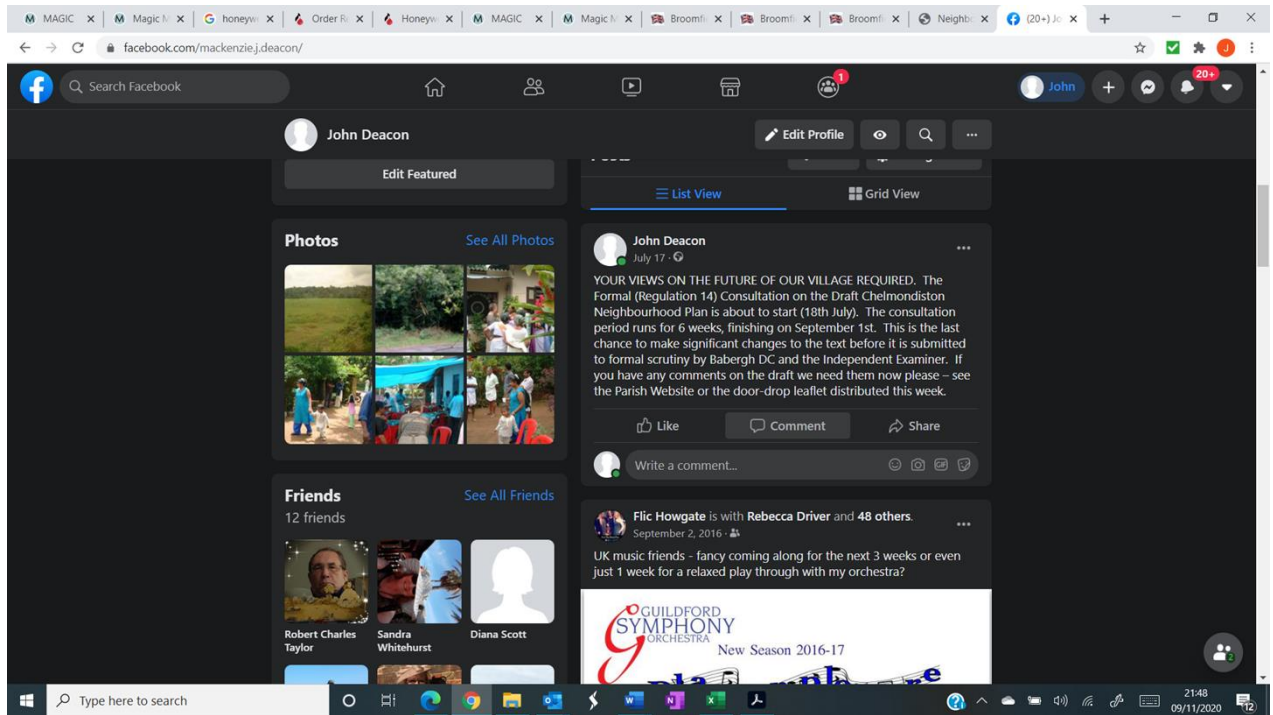 MAGIC
Magic M
honeyw
Order R
Honeyw
MAGIC
Magic M
Broomfi
Broomfi
Broomfi
Neighb
(20+) Jo
facebook.com/mackenzie.j.deacon/
J
Search Facebook
1
John
20+
John Deacon
Edit Profile
Edit Featured
List View
Grid View
Photos
See All Photos
John Deacon
July 17
YOUR VIEWS ON THE FUTURE OF OUR VILLAGE REQUIRED. The
Formal (Regulation 14) Consultation on the Draft Chelmondiston
Neighbourhood Plan is about to start (18th July). The consultation
period runs for 6 weeks, finishing on September 1st. This is the last
chance to make significant changes to the text before it is submitted
to formal scrutiny by Babergh DC and the Independent Examiner. If
you have any comments on the draft we need them now please – see
the Parish Website or the door-drop leaflet distributed this week.
Like
Comment
Share
Write a comment...
GIF
Friends
See All Friends
12 friends
Robert Charles
Taylor
Sandra
Whitehurst
Diana Scott
Flic Howgate is with Rebecca Driver and 48 others.
September 2, 2016
UK music friends - fancy coming along for the next 3 weeks or even
just 1 week for a relaxed play through with my orchestra?
GUILDFORD
SYMPHONY
ORCHESTRA
New Season 2016-17
2
Type here to search
21:48
09/11/2020
12